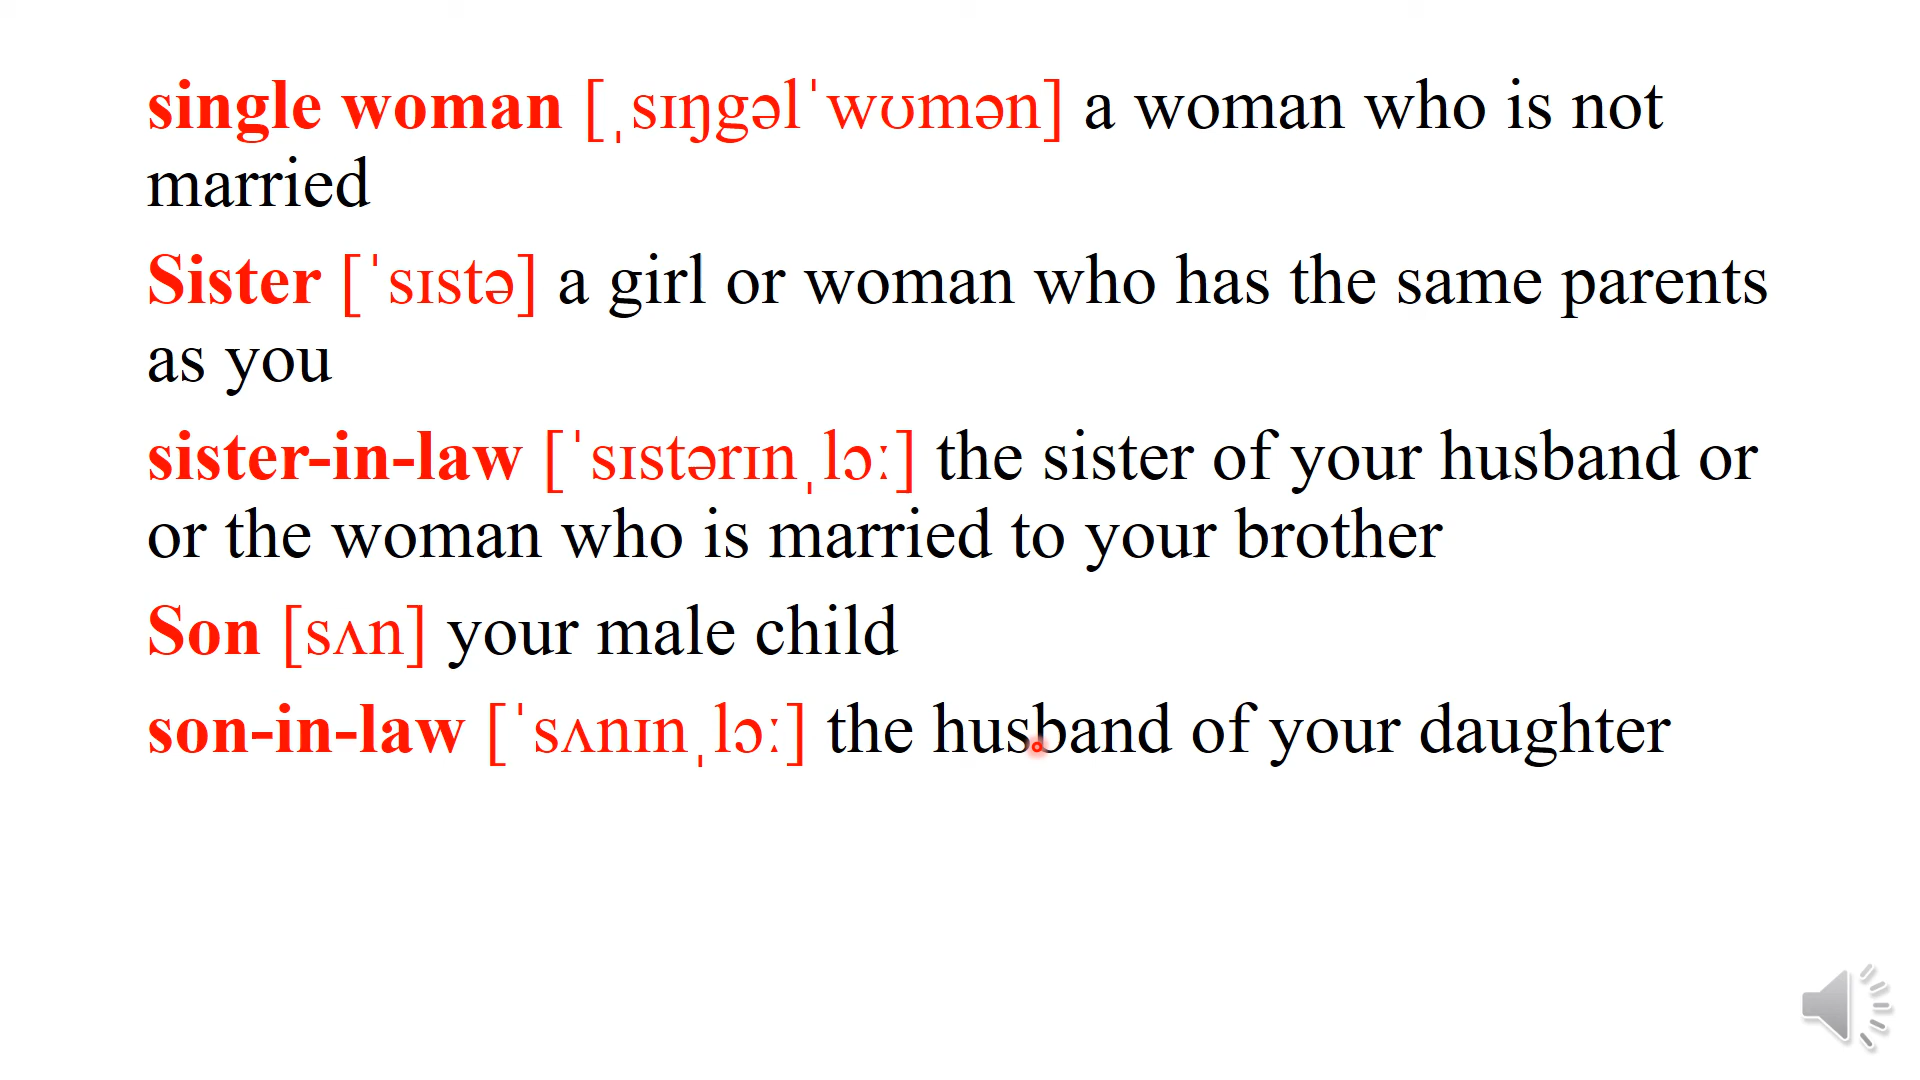 single woman [ˌsɪŋgəlˈwʊmən] a woman who is not
married
Sister [ˈsɪstə] a girl or woman who has the same parents
as you
sister-in-law [ˈsɪstərɪnˌlɔː] the sister of your husband or
or the woman who is married to your brother
Son [sʌn] your male child
son-in-law [ˈsʌnɪnˌlɔː] the husband of your daughter